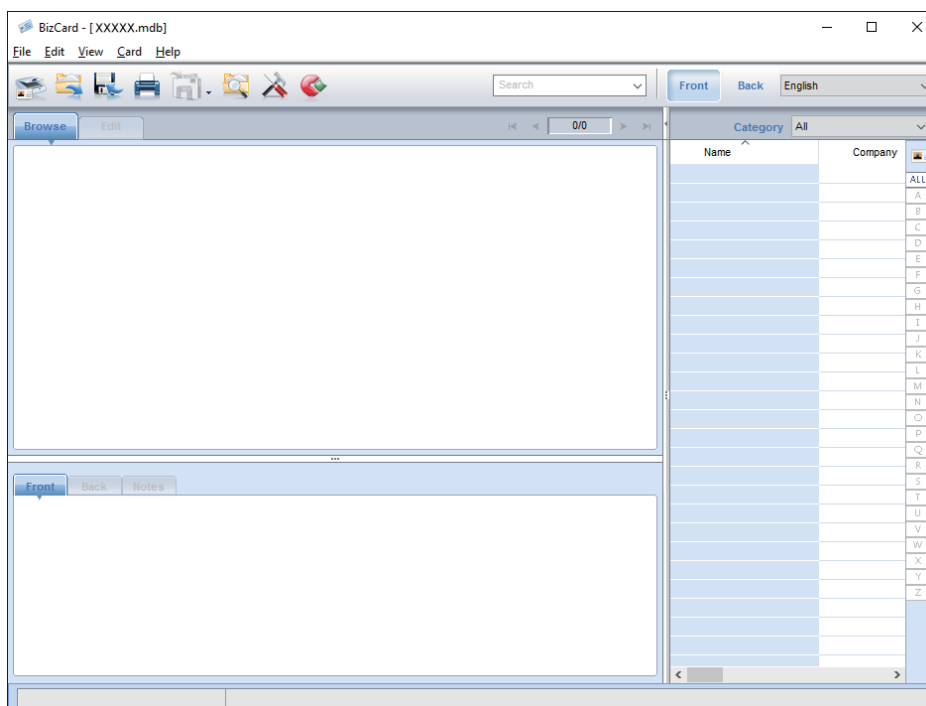 BizCard - [XXXXX.mdb]
File Edit View Card Help
Search
Front Back English
Browse Edit 0/0 Category All
Name Company
ALL
A
B
C
D
E
F
G
H
I
J
K
L
M
N
O
P
Q
R
S
T
U
V
W
X
Y
Z
Front Back Notes